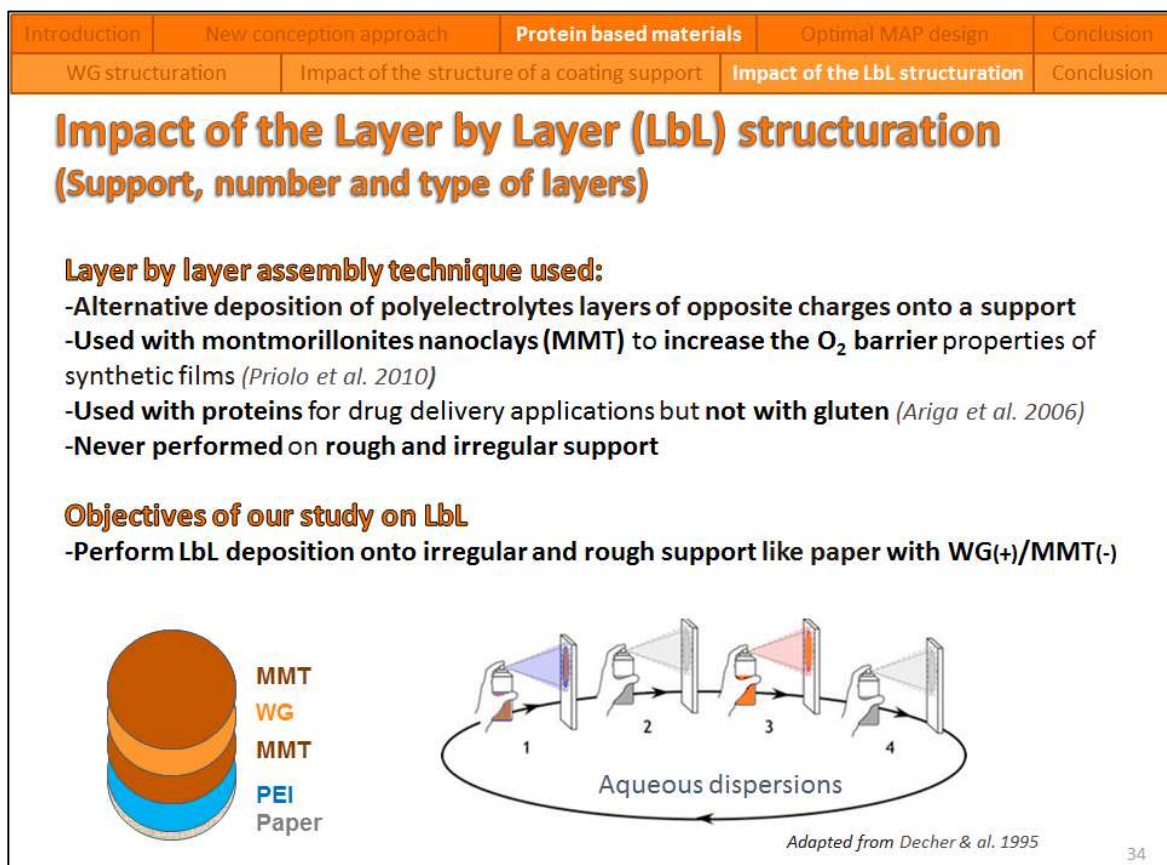 Introduction New conception approach Protein based materials Optimal MAP design Conclusion
WG structuration Impact of the structure of a coating support Impact of the LbL structuration Conclusion
Impact of the Layer by Layer (LbL) structuration
(Support, number and type of layers)
Layer by layer assembly technique used:
-Alternative deposition of polyelectrolytes layers of opposite charges onto a support
-Used with montmorillonites nanoclays (MMT) to increase the O₂ barrier properties of
synthetic films (Priolo et al. 2010)
-Used with proteins for drug delivery applications but not with gluten (Ariga et al. 2006)
-Never performed on rough and irregular support
Objectives of our study on LbL
-Perform LbL deposition onto irregular and rough support like paper with WG(+)/MMT(-)
MMT
WG
MMT
PEI
Paper
1 2 3 4
Aqueous dispersions
Adapted from Decher & al. 1995
34